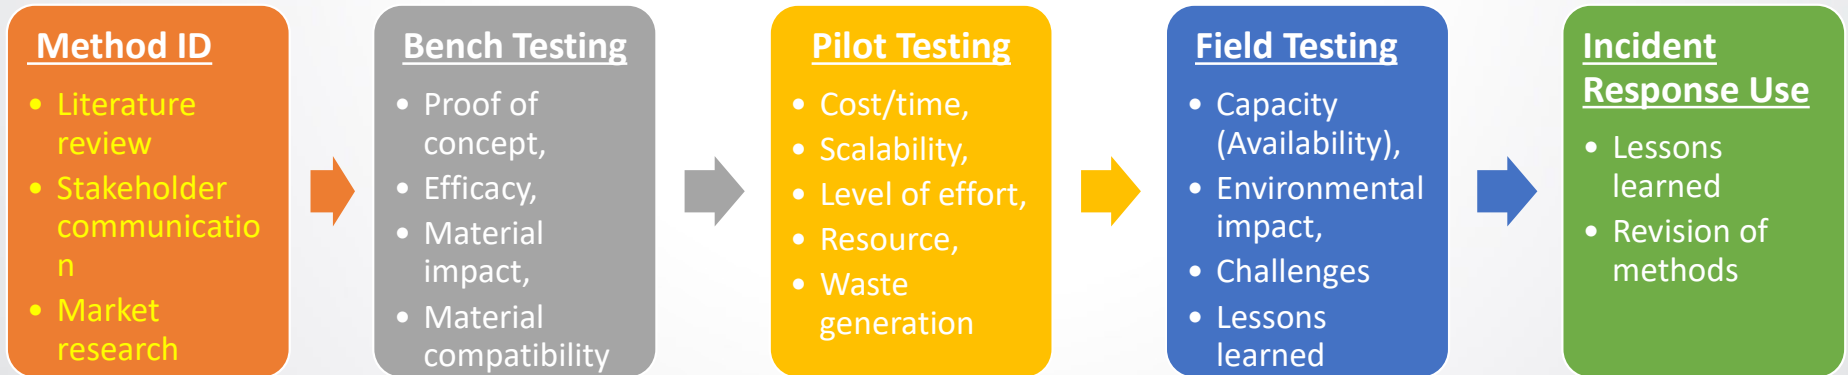 Method ID
• Literature
review
• Stakeholder
communicatio
n
• Market
research
Bench Testing
• Proof of
concept,
• Efficacy,
• Material
impact,
• Material
compatibility
Pilot Testing
• Cost/time,
• Scalability,
• Level of effort,
• Resource,
• Waste
generation
Field Testing
• Capacity
(Availability),
• Environmental
impact,
• Challenges
• Lessons
learned
Incident
Response Use
• Lessons
learned
• Revision of
methods